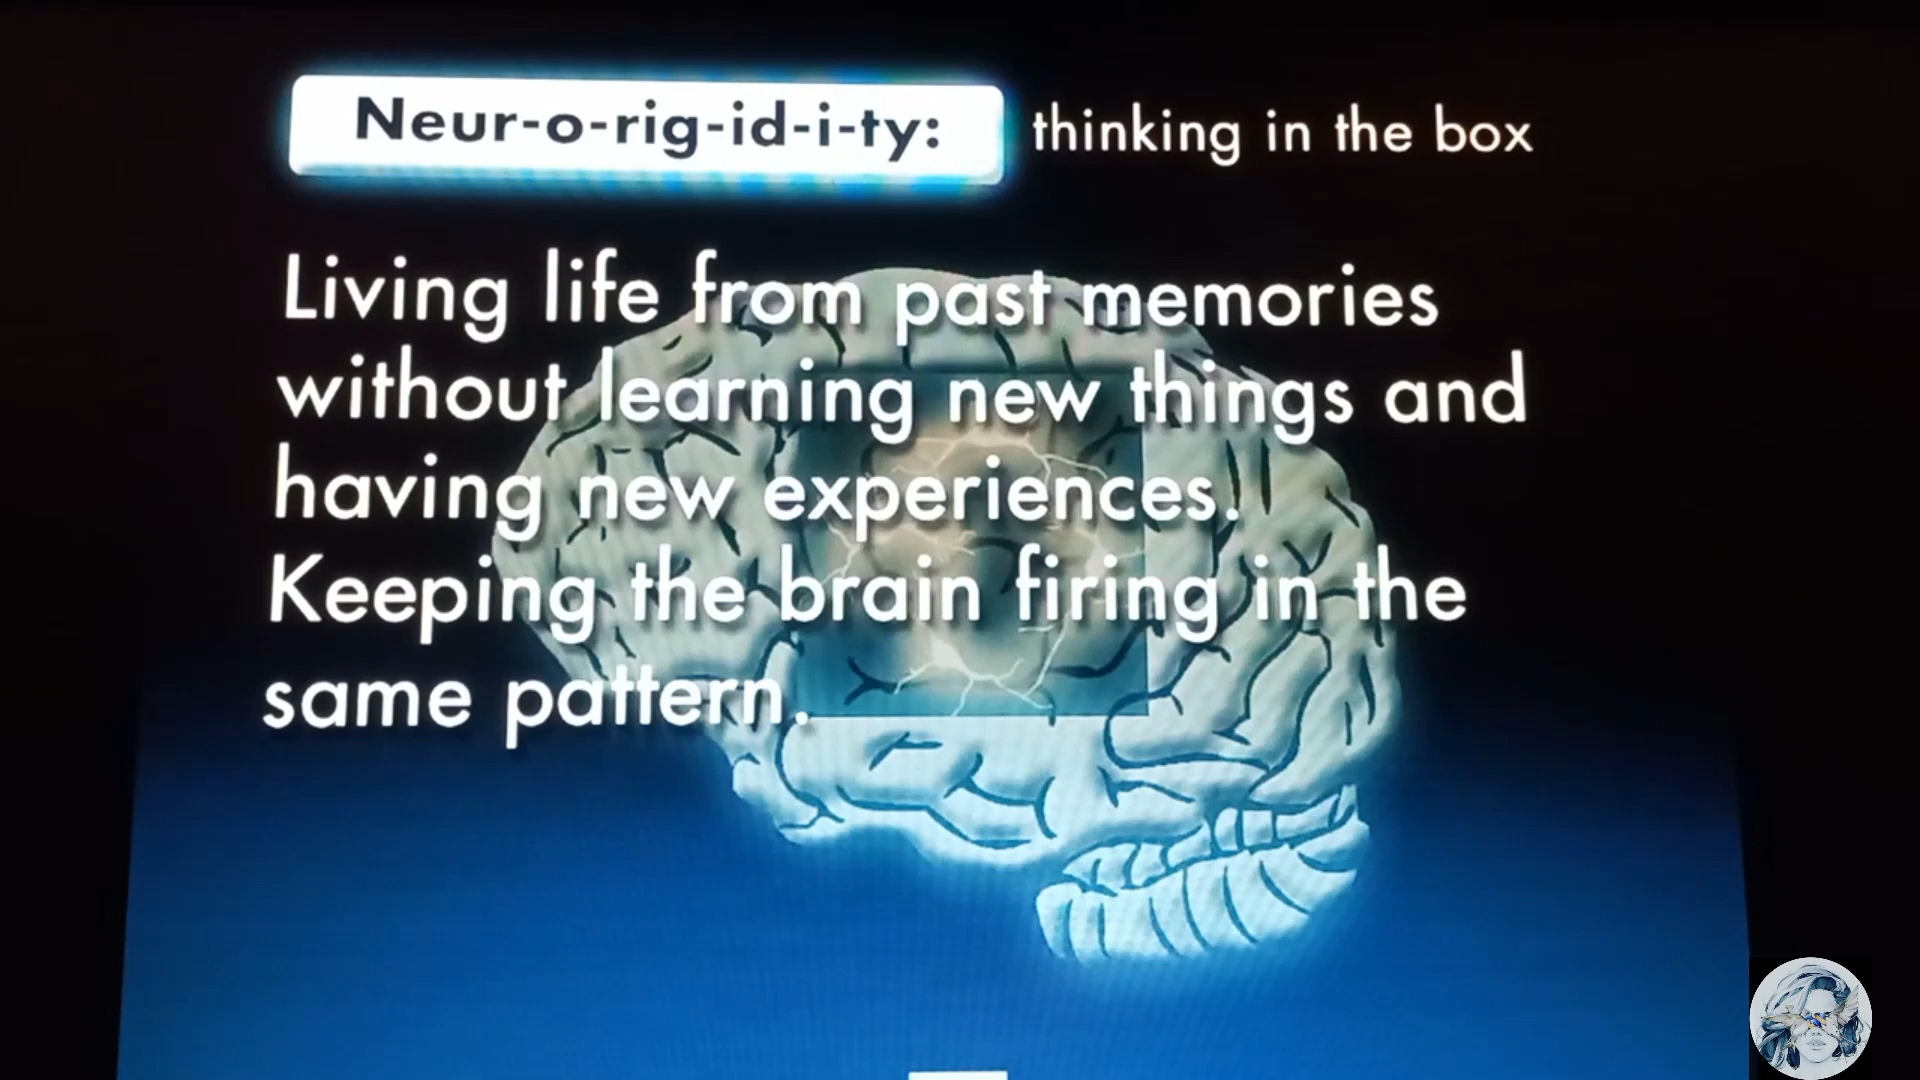 Neur-o-rig-id-i-ty: thinking in the box
Living life from past memories
without learning new things and
having new experiences.
Keeping the brain firing in the
same pattern.